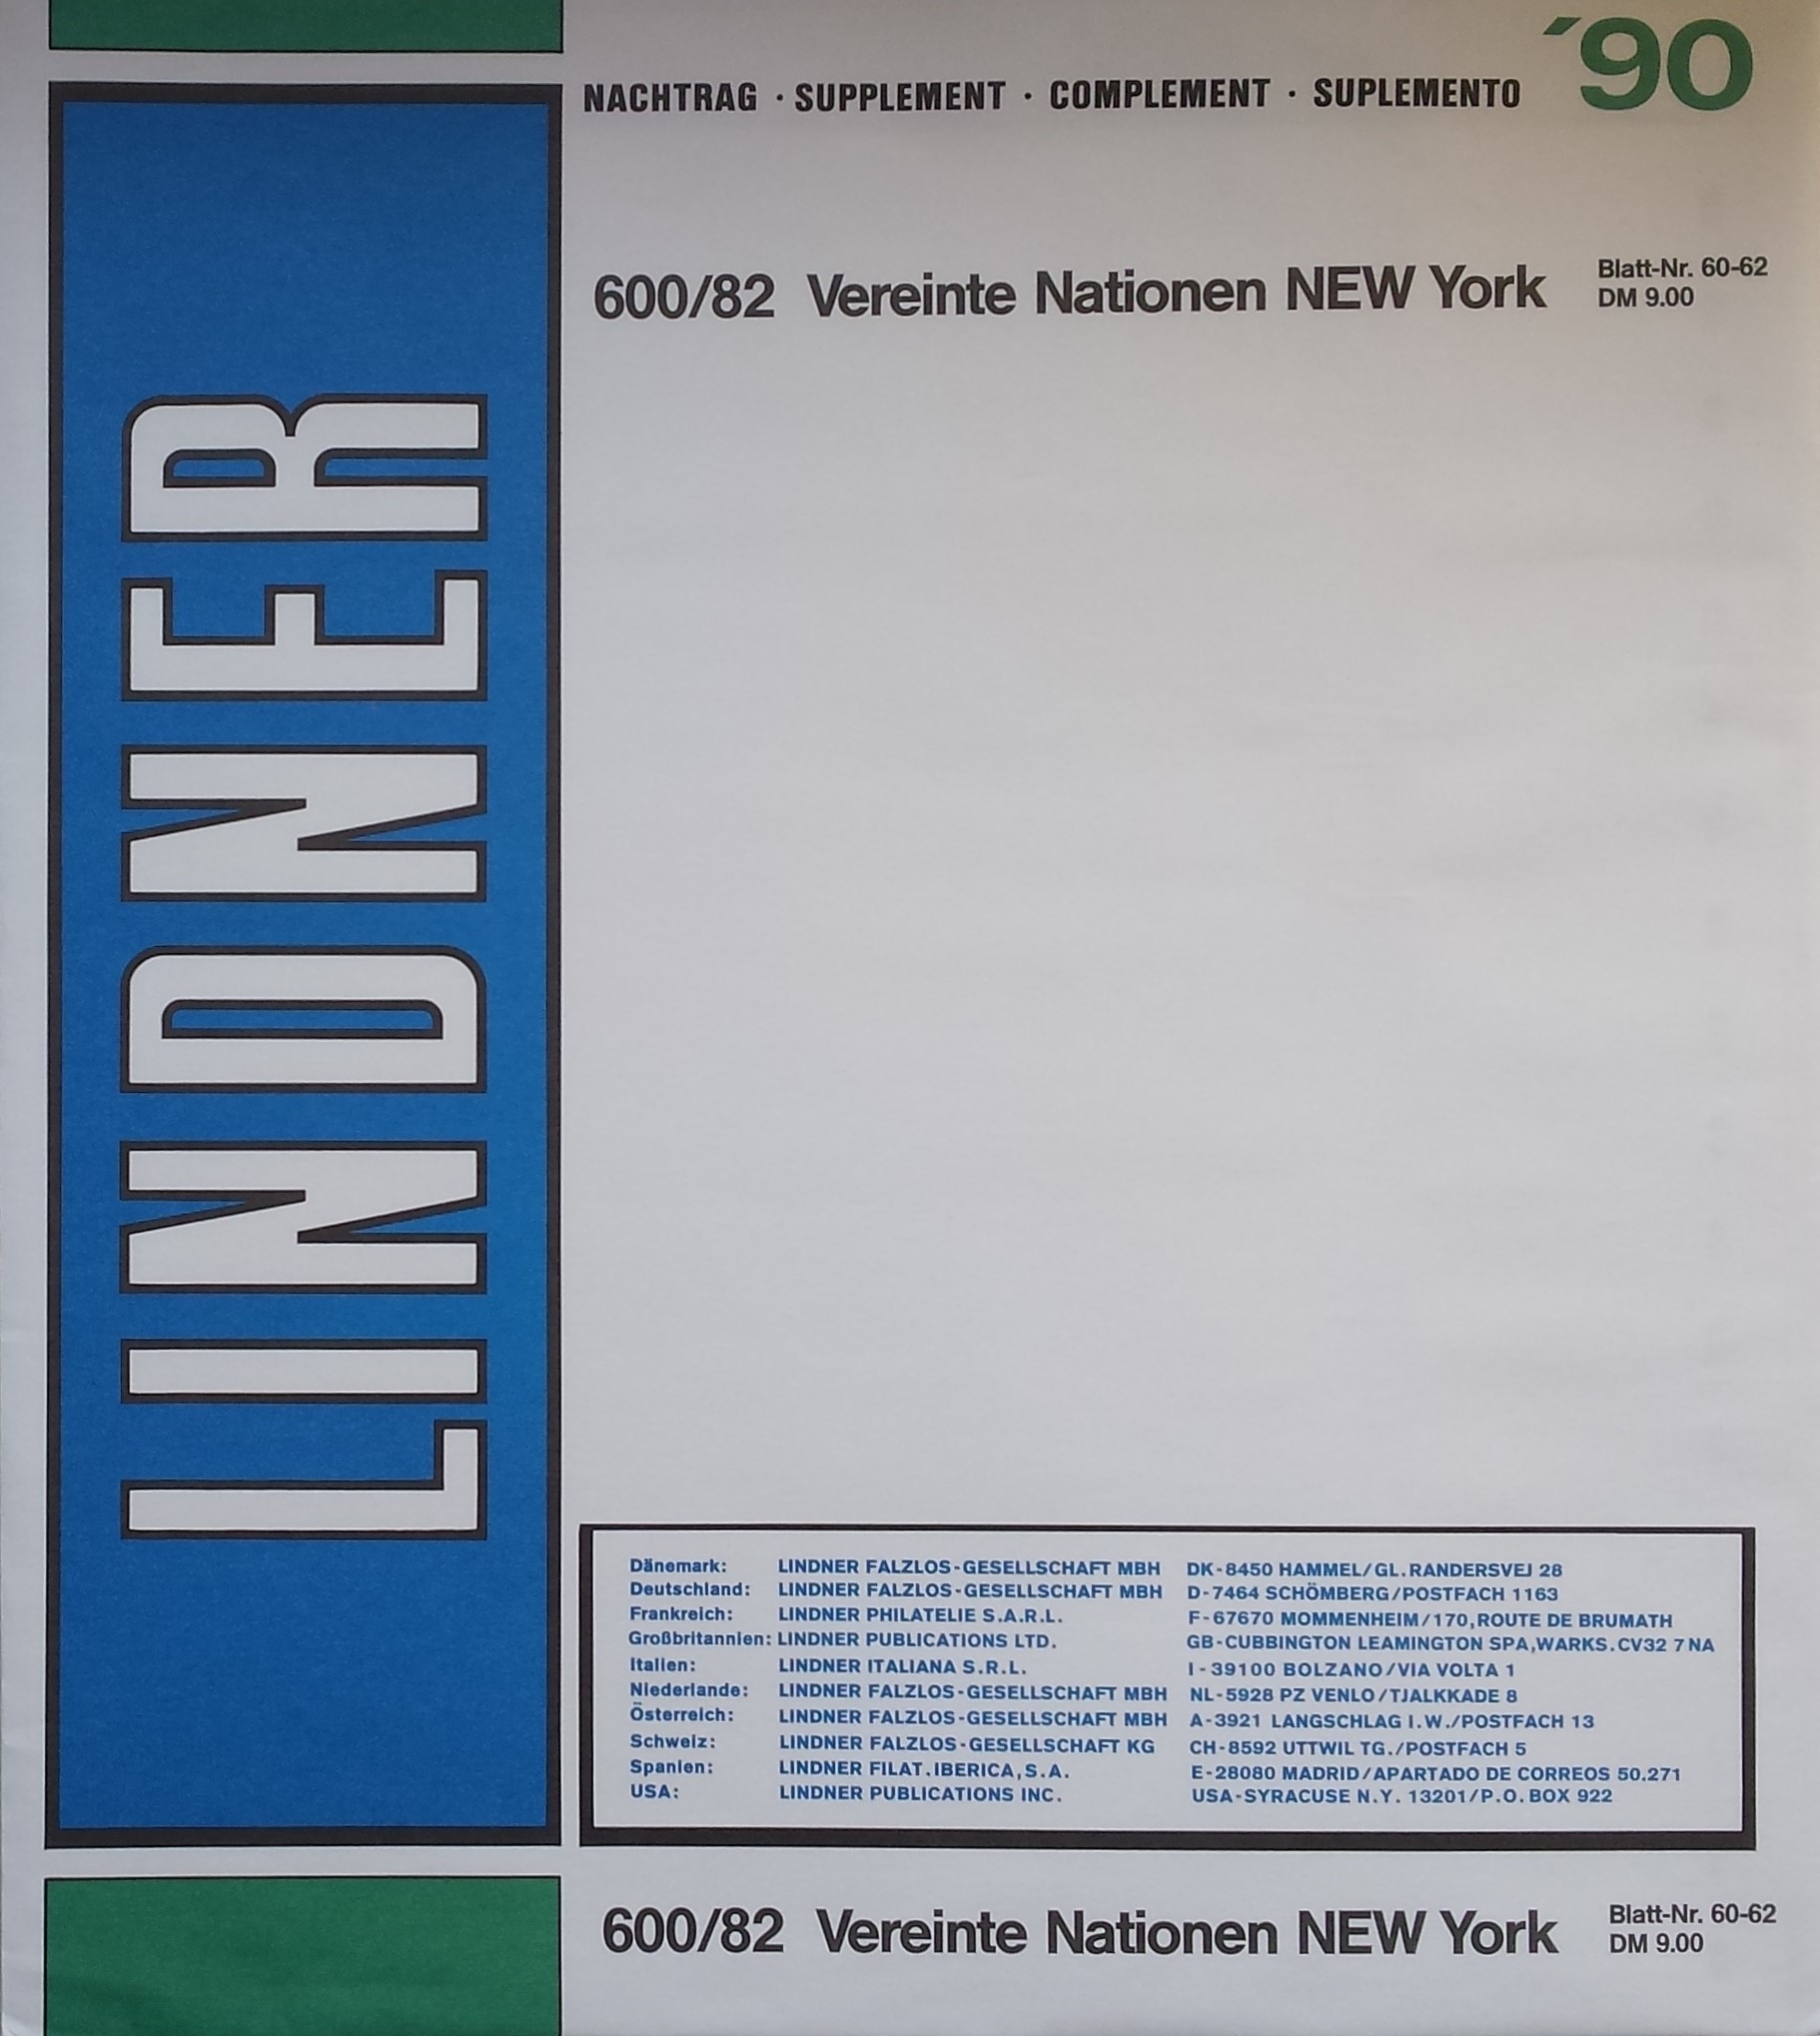 NACHTRAG · SUPPLEMENT · COMPLEMENT · SUPLEMENTO ´90
600/82 Vereinte Nationen NEW York
Blatt-Nr. 60-62
DM 9.00
LINDNER
Dänemark: LINDNER FALZLOS-GESELLSCHAFT MBH DK-8450 HAMMEL/GL.RANDERSVEJ 28
Deutschland: LINDNER FALZLOS-GESELLSCHAFT MBH D-7464 SCHÖMBERG/POSTFACH 1163
Frankreich: LINDNER PHILATELIE S.A.R.L. F-67670 MOMMENHEIM/170,ROUTE DE BRUMATH
Großbritannien: LINDNER PUBLICATIONS LTD. GB-CUBBINGTON LEAMINGTON SPA,WARKS.CV32 7NA
Italien: LINDNER ITALIANA S.R.L. I-39100 BOLZANO/VIA VOLTA 1
Niederlande: LINDNER FALZLOS-GESELLSCHAFT MBH NL-5928 PZ VENLO/TJALKKADE 8
Österreich: LINDNER FALZLOS-GESELLSCHAFT MBH A-3921 LANGSCHLAG I.W./POSTFACH 13
Schweiz: LINDNER FALZLOS-GESELLSCHAFT KG CH-8592 UTTWIL TG./POSTFACH 5
Spanien: LINDNER FILAT.IBERICA,S.A. E-28080 MADRID/APARTADO DE CORREOS 50.271
USA: LINDNER PUBLICATIONS INC. USA-SYRACUSE N.Y. 13201/P.O.BOX 922
600/82 Vereinte Nationen NEW York
Blatt-Nr. 60-62
DM 9.00